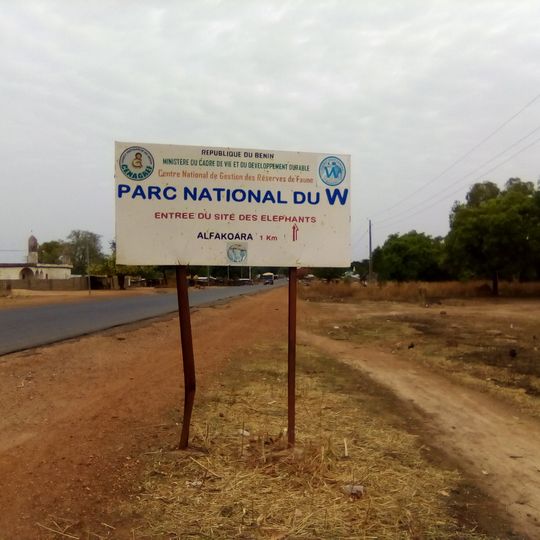 REPUBLIQUE DU BENIN
MINISTERE DU CADRE DE VIE ET DU DEVELOPPEMENT DURABLE
Centre National de Gestion des Réserves de Faune
CENAGREF
PARC NATIONAL DU W
W
ENTREE DU SITE DES ELEPHANTS
ALFAKOARA 1 Km